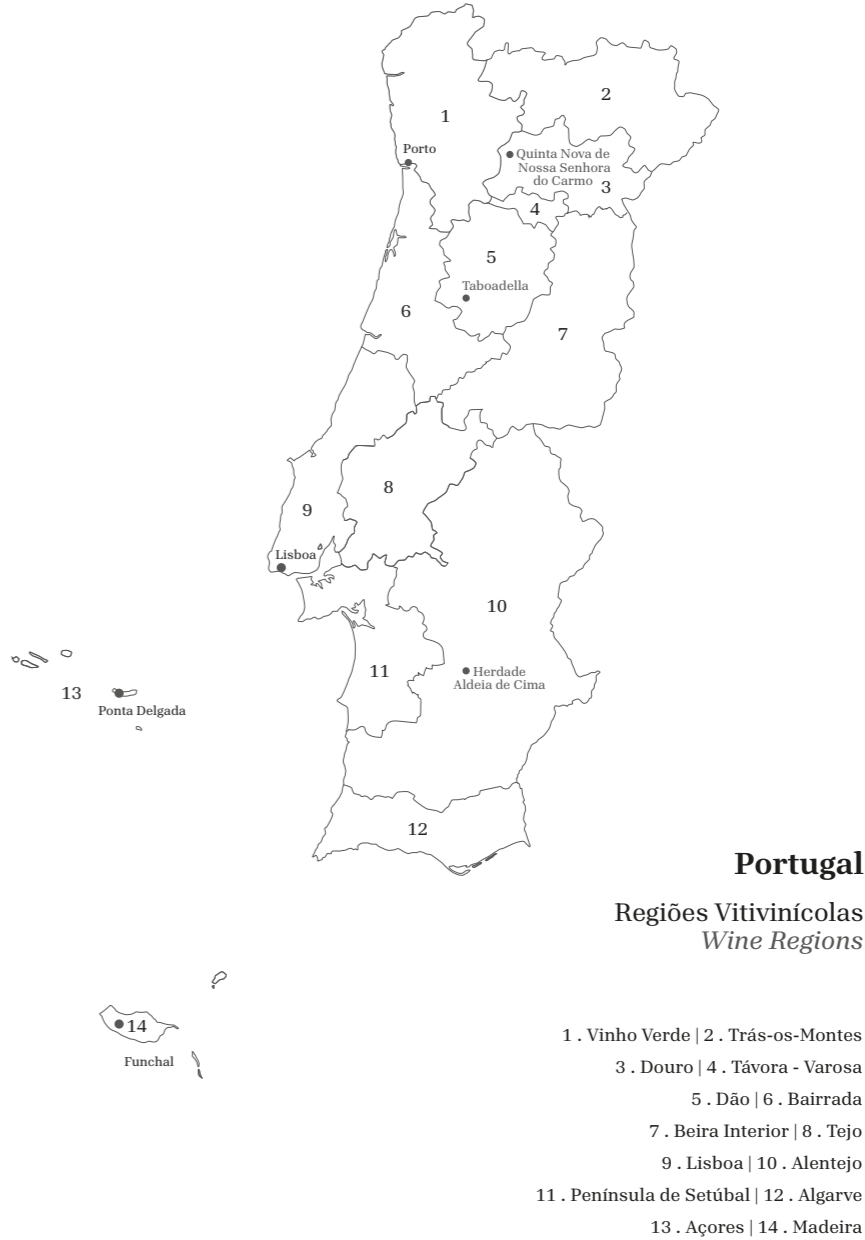 2
1
Porto
Quinta Nova de
Nossa Senhora
do Carmo
3
4
5
Taboadella
6
7
8
9
Lisboa
10
11
Herdade
Aldeia de Cima
13
Ponta Delgada
12
Portugal
Regiões Vitivinícolas
Wine Regions
14
Funchal
1 . Vinho Verde | 2 . Trás-os-Montes
3 . Douro | 4 . Távora - Varosa
5 . Dão | 6 . Bairrada
7 . Beira Interior | 8 . Tejo
9 . Lisboa | 10 . Alentejo
11 . Península de Setúbal | 12 . Algarve
13 . Açores | 14 . Madeira